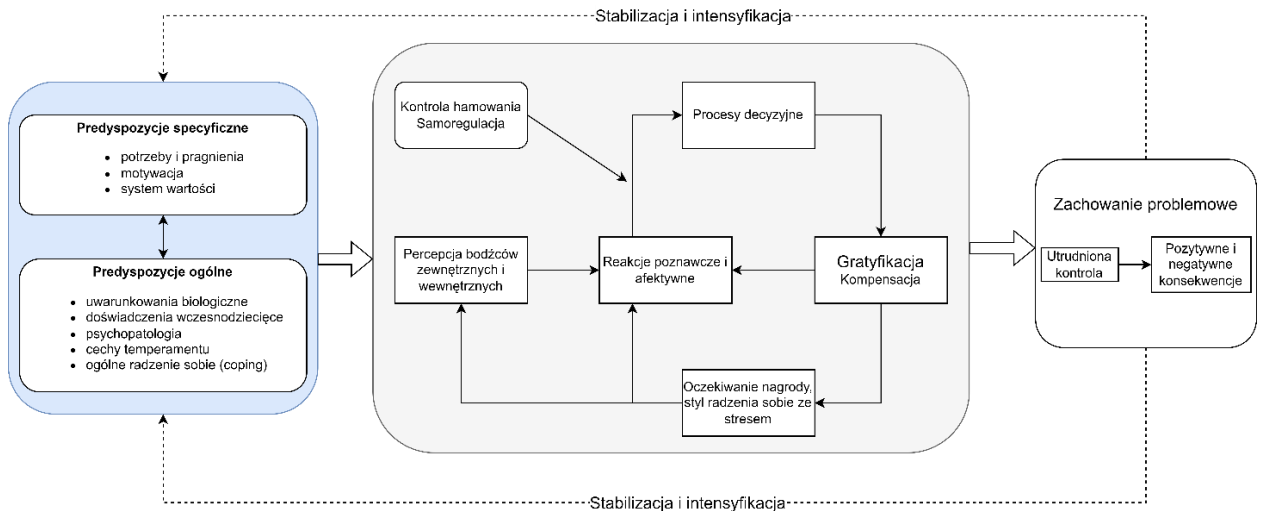 Stabilizacja i intensyfikacja
Predyspozycje specyficzne
potrzeby i pragnienia
motywacja
system wartości
Predyspozycje ogólne
uwarunkowania biologiczne
doświadczenia wczesnodziecięce
psychopatologia
cechy temperamentu
ogólne radzenie sobie (coping)
Kontrola hamowania
Samoregulacja
Procesy decyzyjne
Percepcja bodźców
zewnętrznych i
wewnętrznych
Reakcje poznawcze i
afektywne
Gratyfikacja
Kompensacja
Oczekiwanie nagrody,
styl radzenia sobie ze
stresem
Zachowanie problemowe
Utrudniona
kontrola
Pozytywne i
negatywne
konsekwencje
Stabilizacja i intensyfikacja